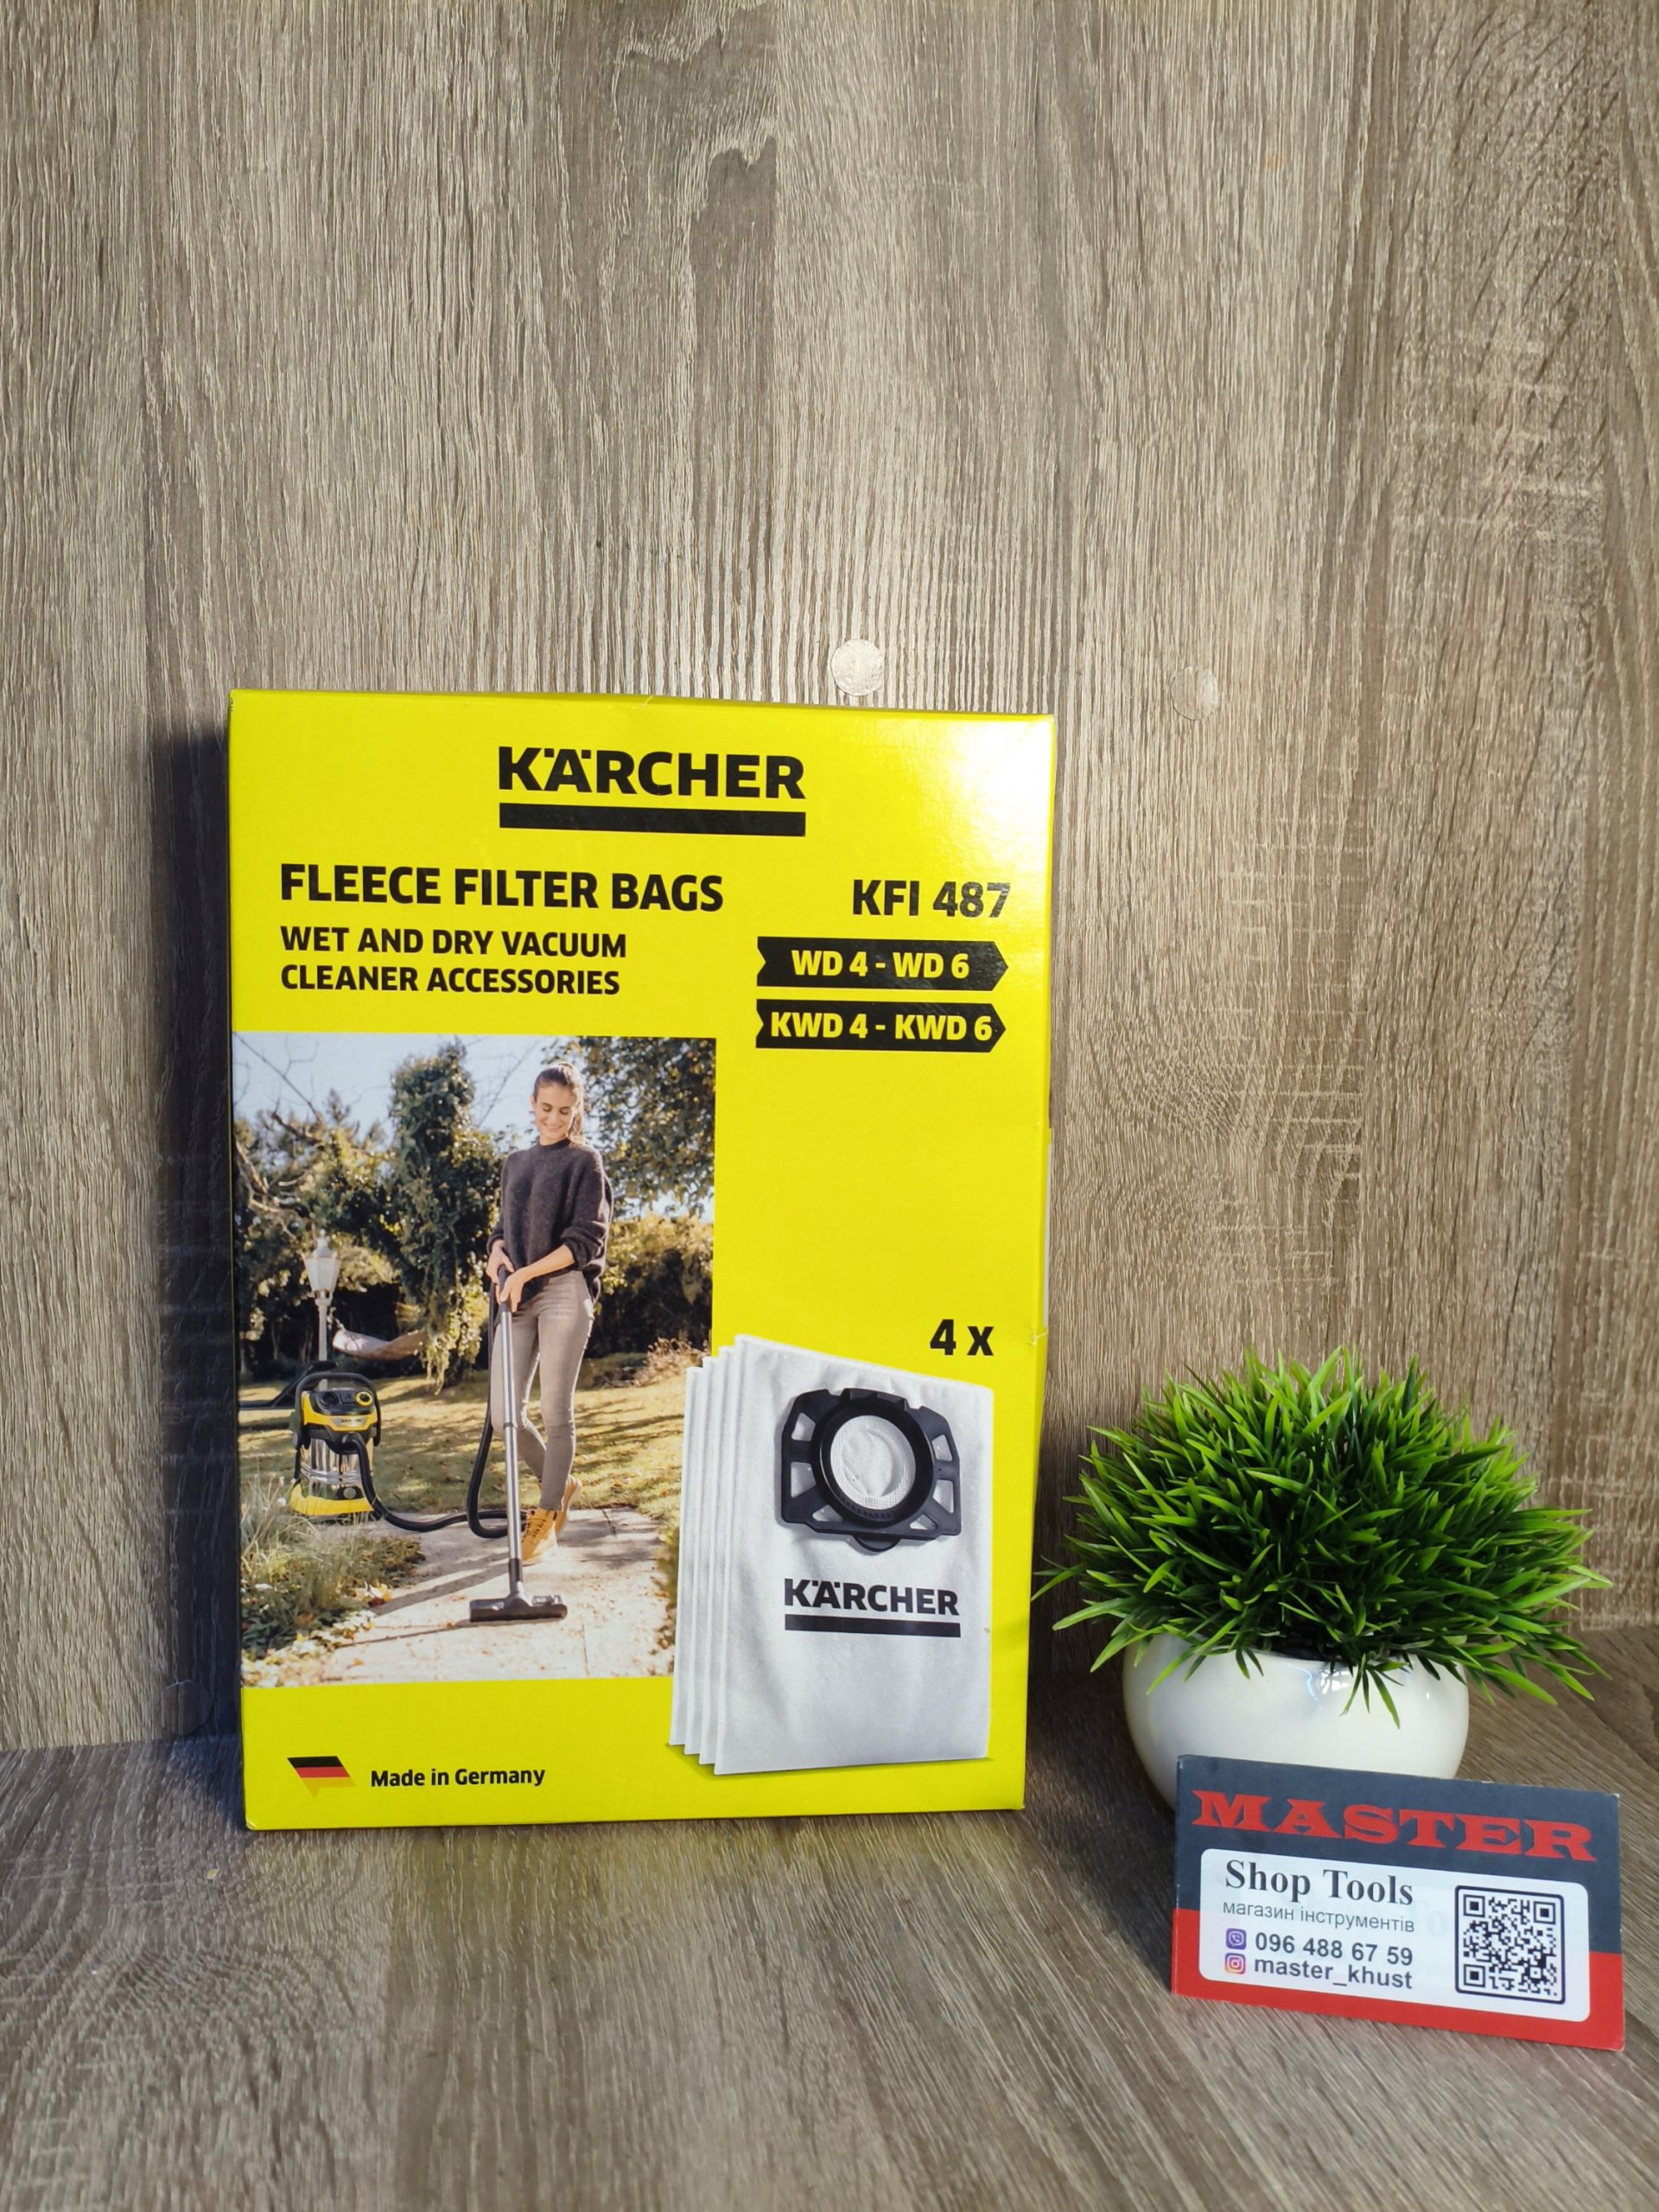 KÄRCHER
FLEECE FILTER BAGS
WET AND DRY VACUUM
CLEANER ACCESSORIES
KFI 487
WD 4 - WD 6
KWD 4 - KWD 6
4 x
KÄRCHER
Made in Germany
MASTER
Shop Tools
магазин інструментів
096 488 67 59
master_khust